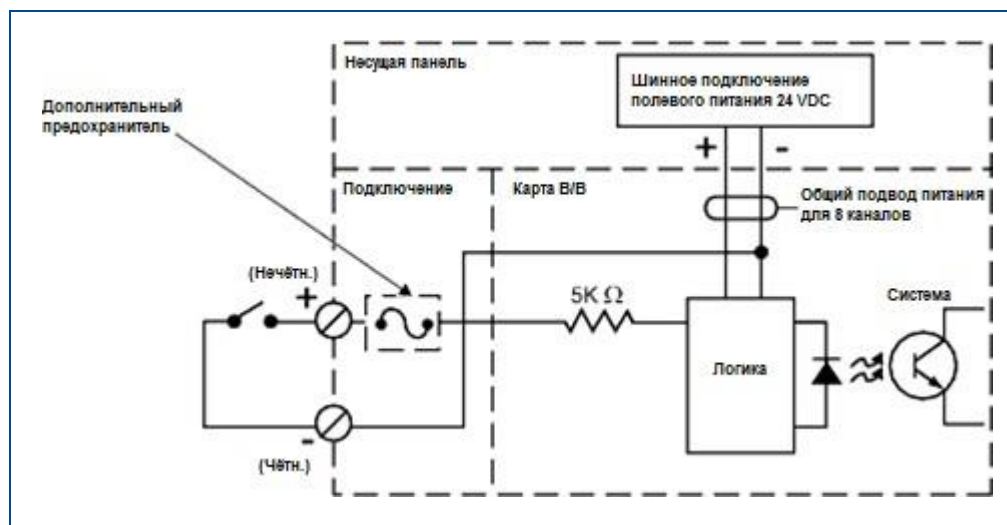 Несущая панель
Шинное подключение
полевого питания 24 VDC
Дополнительный
предохранитель
+
-
Подключение
Карта В/В
Общий подвод питания
для 8 каналов
(Нечётн.)
+
5K Ω
Система
Логика
-
(Чётн.)